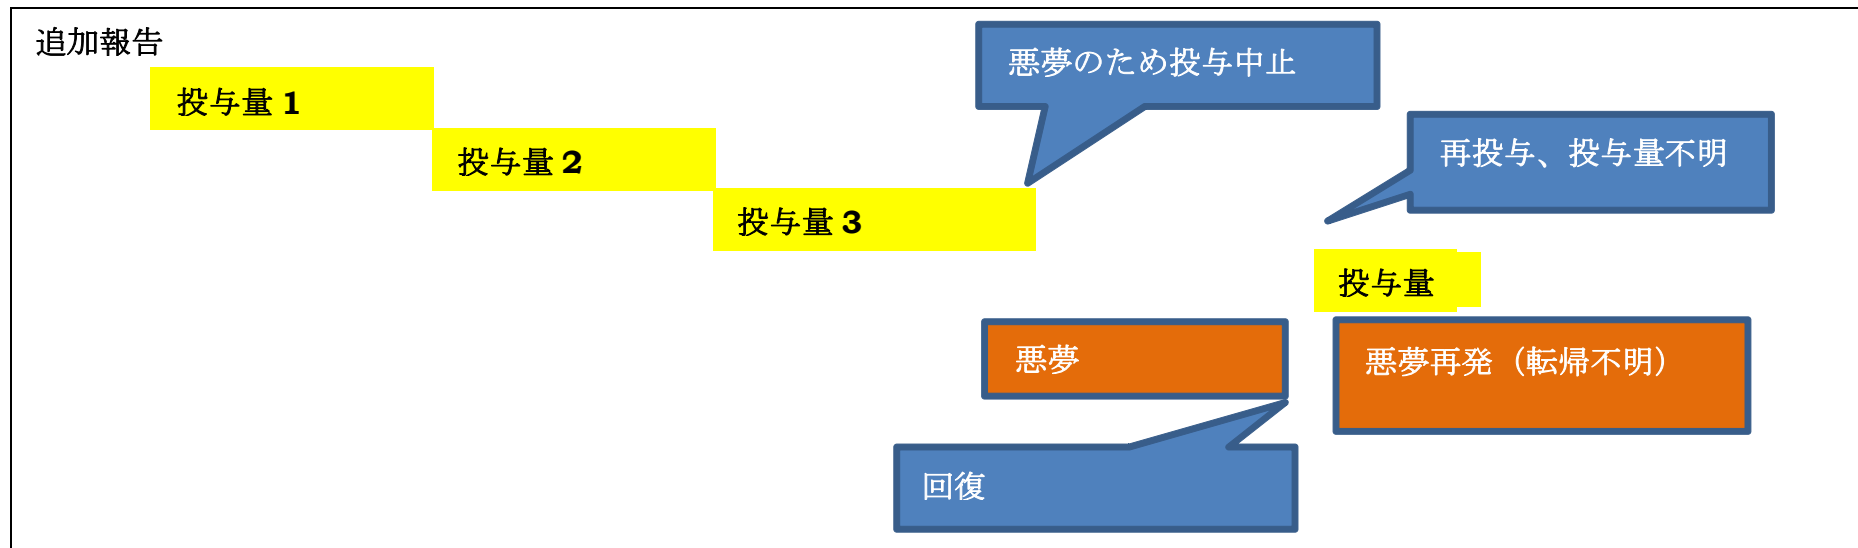 追加報告
悪夢のため投与中止
投与量 1
再投与、投与量不明
投与量 2
投与量 3
投与量
悪夢
悪夢再発（転帰不明）
回復